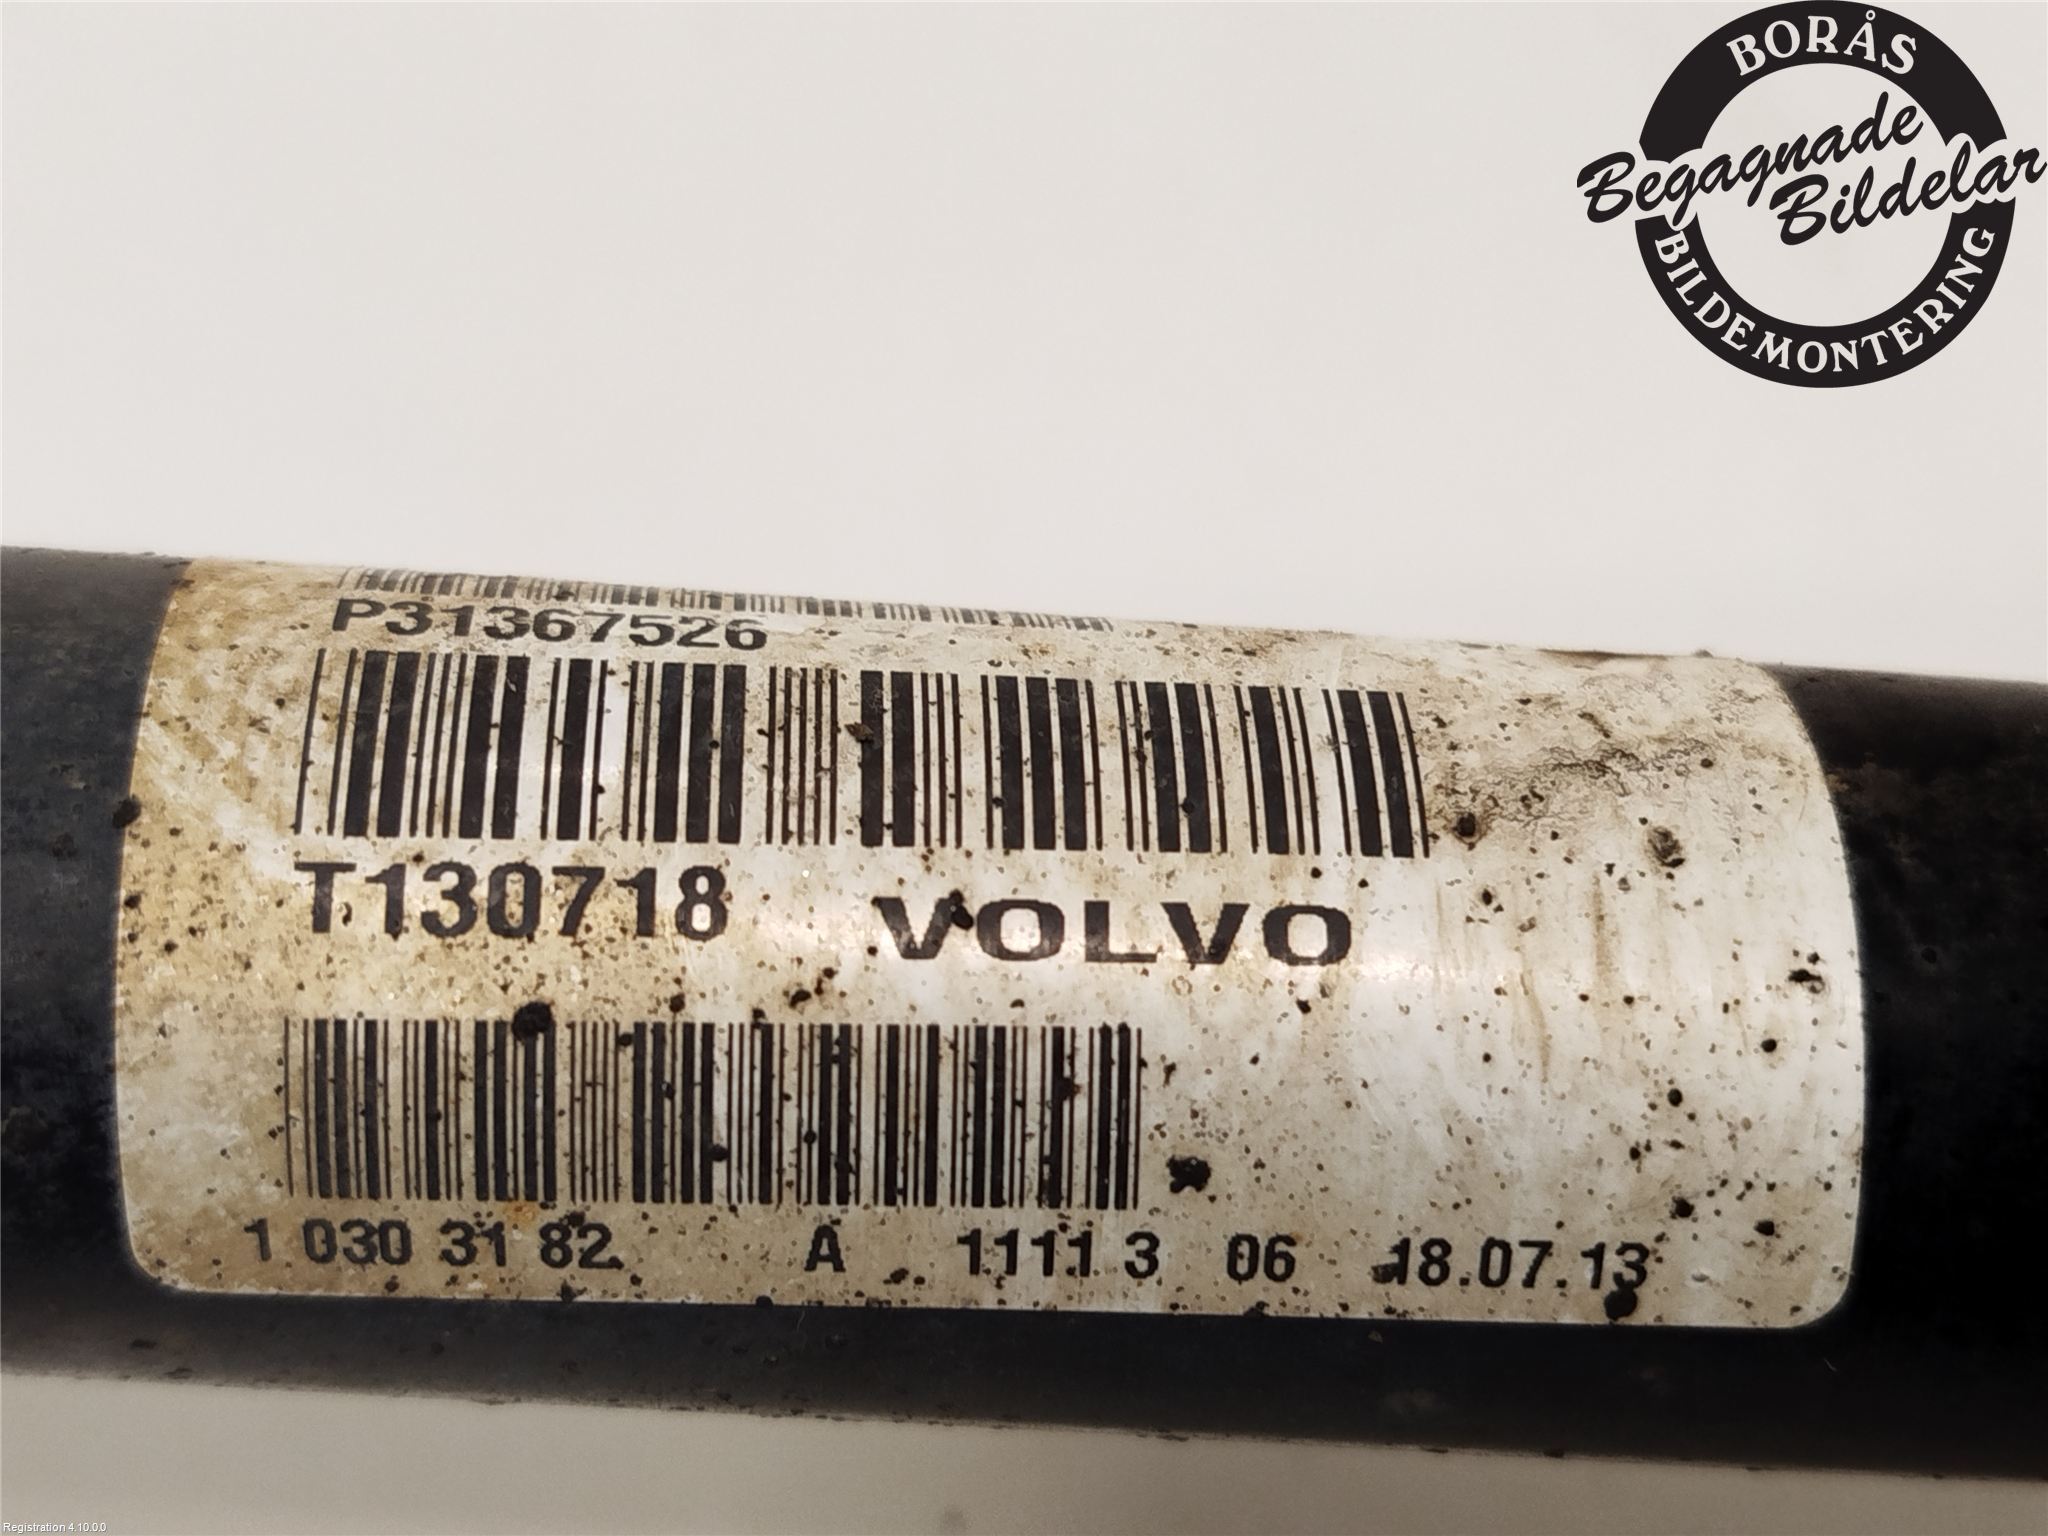 BORÅS
Begagnade
Bildelar
BILDEMONTERING
P31367526
T130718 VOLVO
1 030 31 82 A 1111 3 06 18.07.13
Registration 4.10.0.0